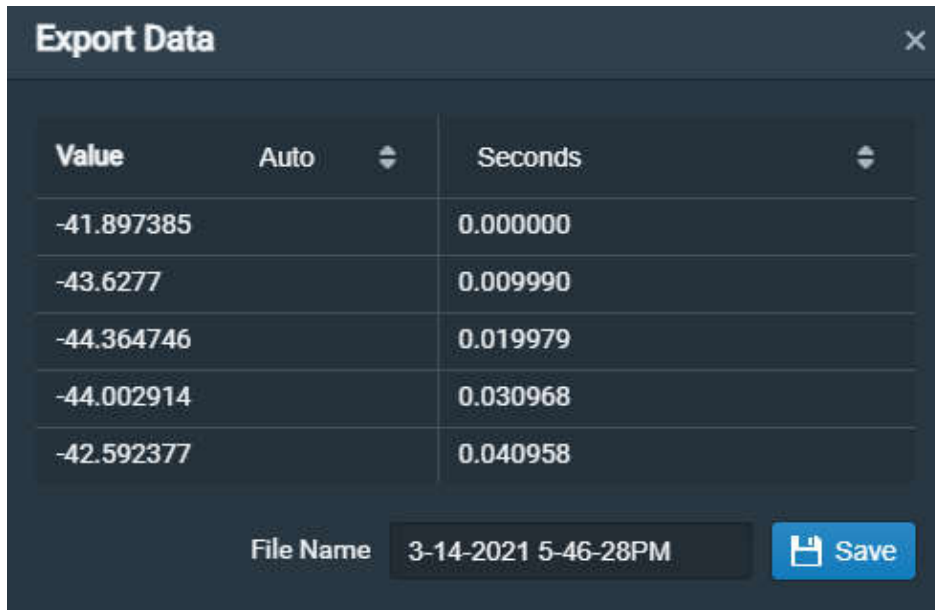 Export Data
Value Auto Seconds
-41.897385 0.000000
-43.6277 0.009990
-44.364746 0.019979
-44.002914 0.030968
-42.592377 0.040958
File Name 3-14-2021 5-46-28PM Save